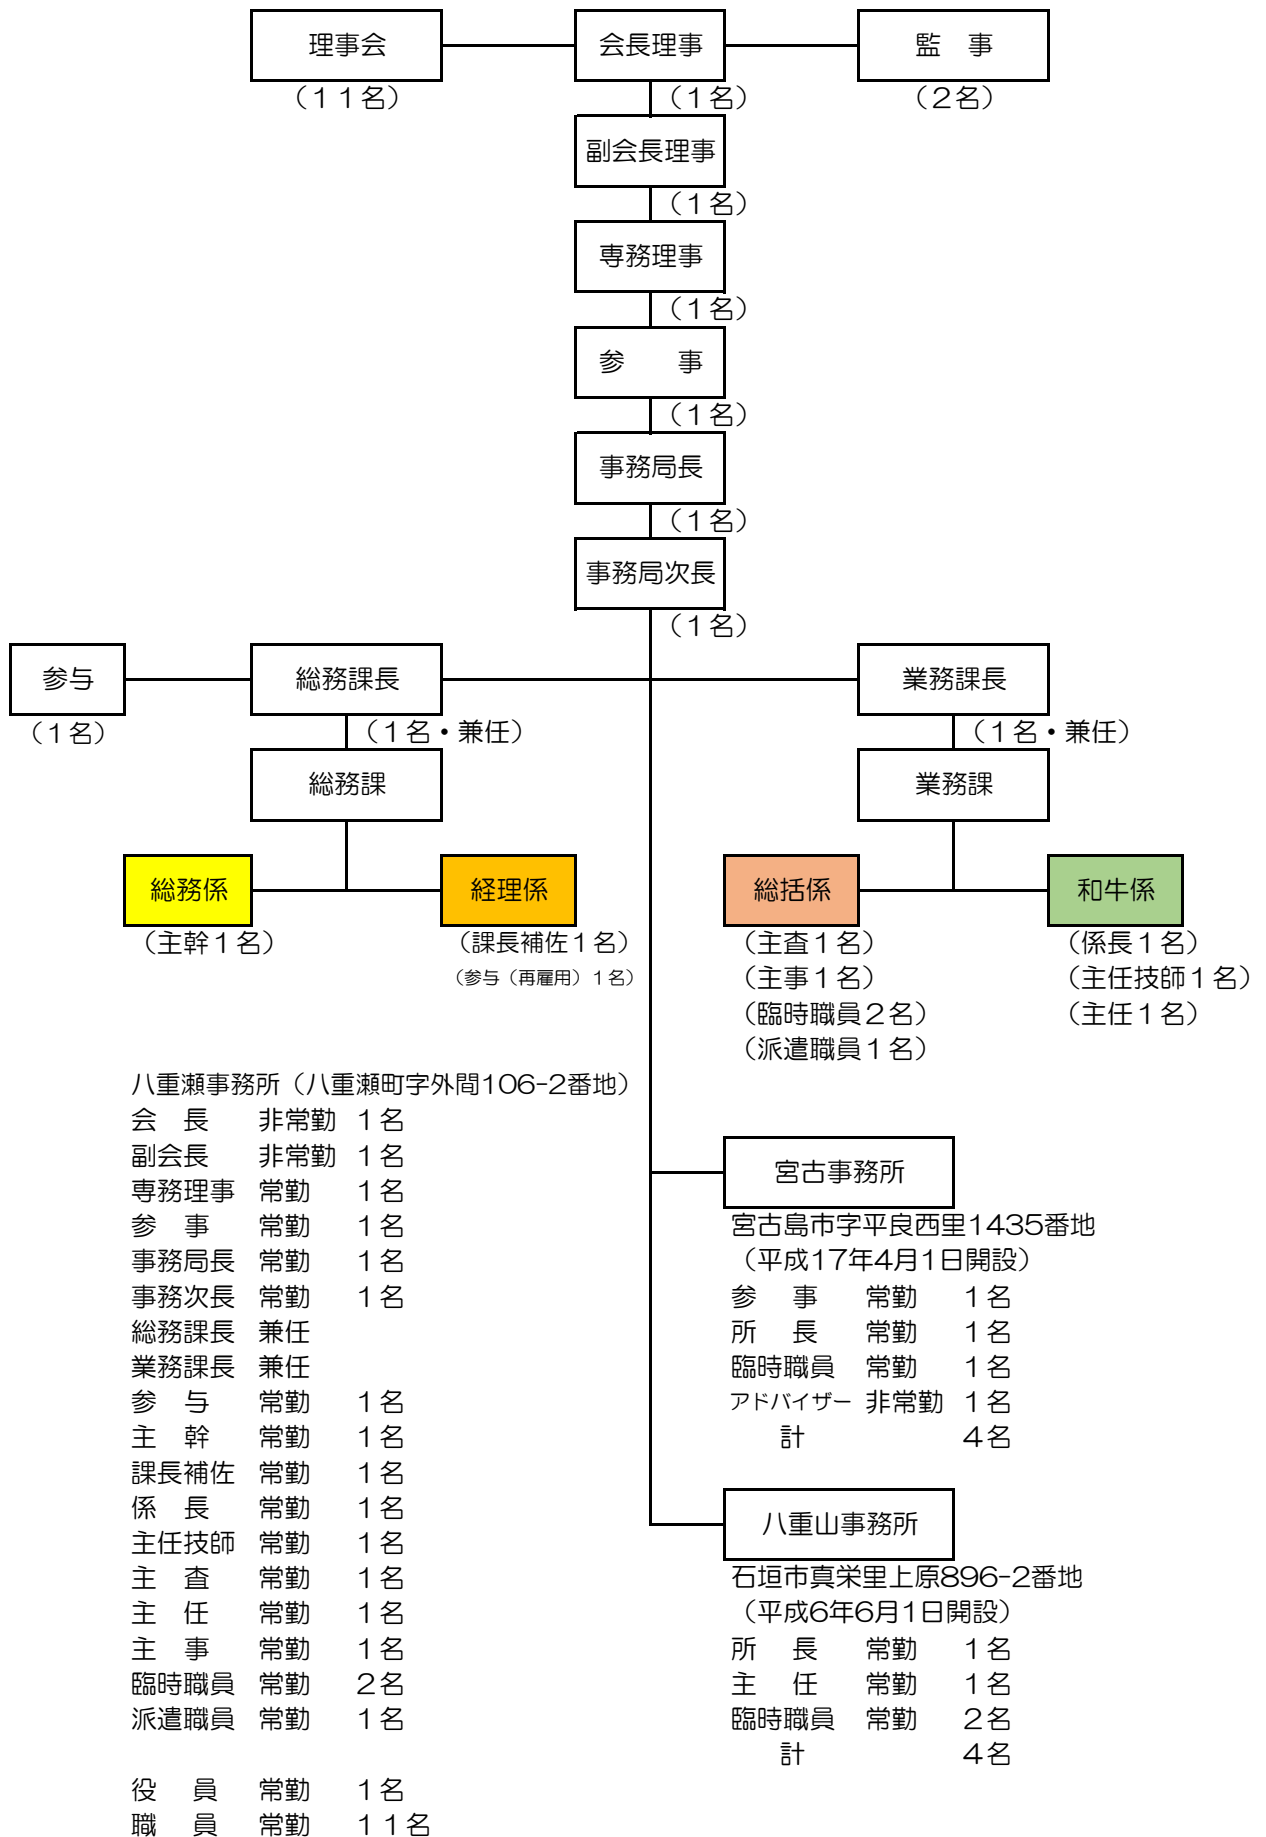 理事会　会長理事　監　事
（１１名）　（１名）　（２名）
副会長理事
（１名）
専務理事
（１名）
参　　事
（１名）
事務局長
（１名）
事務局次長
（１名）
参与　総務課長　業務課長
（１名）　（１名・兼任）　（１名・兼任）
総務課　業務課
総務係　経理係　総括係　和牛係
（主幹１名）　（課長補佐１名）　（主査１名）　（係長１名）
（参与（再雇用）１名）　（主事１名）　（主任技師１名）
（臨時職員２名）　（主任１名）
（派遣職員１名）
八重瀬事務所（八重瀬町字外間106-2番地）
会　長　非常勤　１名
副会長　非常勤　１名
専務理事　常勤　１名
参　事　常勤　１名
事務局長　常勤　１名
事務次長　常勤　１名
総務課長　兼任
業務課長　兼任
参　与　常勤　１名
主　幹　常勤　１名
課長補佐　常勤　１名
係　長　常勤　１名
主任技師　常勤　１名
主　査　常勤　１名
主　任　常勤　１名
主　事　常勤　１名
臨時職員　常勤　２名
派遣職員　常勤　１名
役　員　常勤　１名
職　員　常勤　１１名
宮古事務所
宮古島市字平良西里1435番地
（平成17年4月1日開設）
参　事　常勤　１名
所　長　常勤　１名
臨時職員　常勤　１名
アドバイザー　非常勤　１名
計　４名
八重山事務所
石垣市真栄里上原896-2番地
（平成6年6月1日開設）
所　長　常勤　１名
主　任　常勤　１名
臨時職員　常勤　２名
計　４名